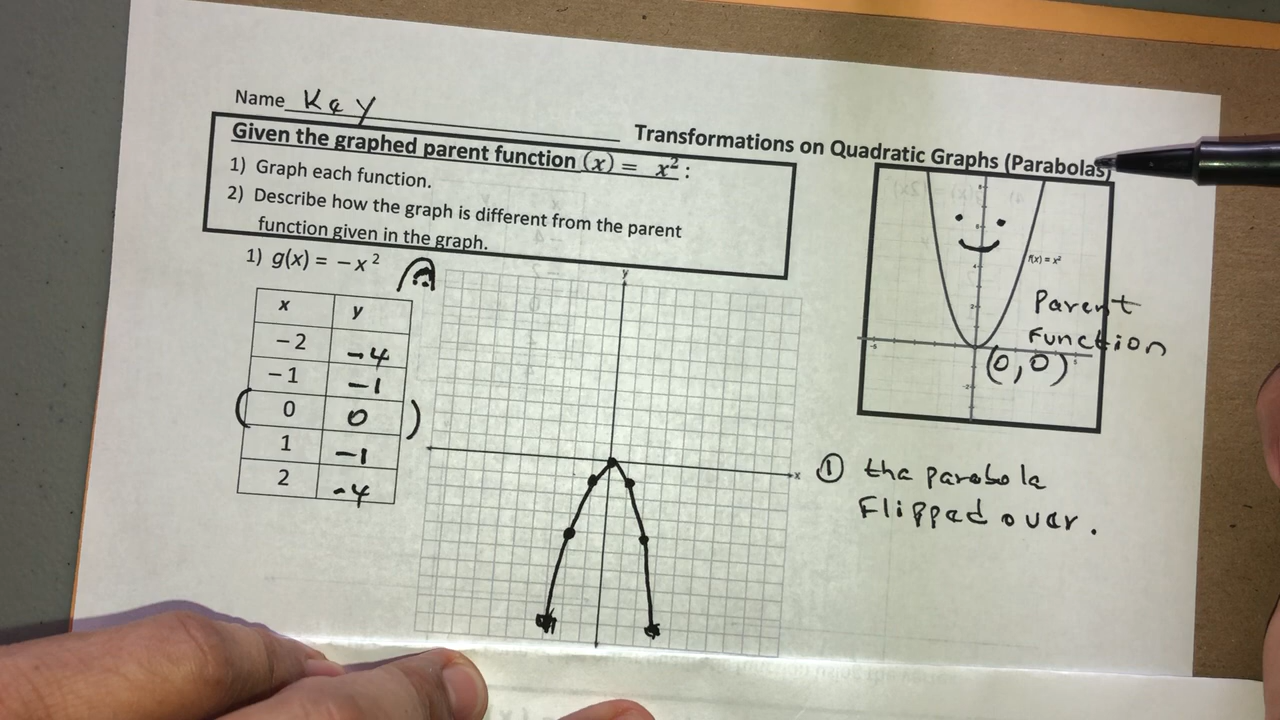 Name Key
Transformations on Quadratic Graphs (Parabolas)
Given the graphed parent function (x) = x²:
1) Graph each function.
2) Describe how the graph is different from the parent
function given in the graph.
1) g(x) = −x²
x y
−2 −4
−1 −1
(0 0)
1 −1
2 −4
y
x
f(x) = x²
Parent
Function
(0,0)
① the parabola
Flipped over.